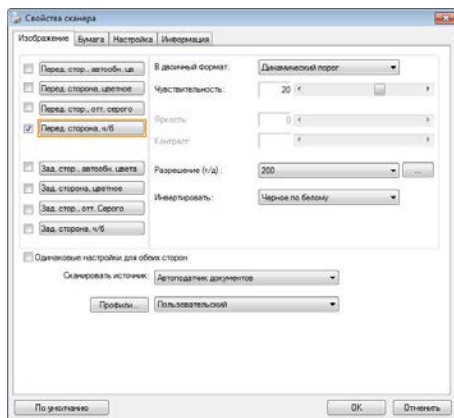 Свойства сканера
Изображение Бумага Настройка Информация
Перед. стор., автообн. цв
Перед. сторона, цветное
Перед. стор., отт. серого
Перед. сторона, ч/б
Зад. стор., автообн. цвета
Зад. сторона, цветное
Зад. стор., отт. Серого
Зад. сторона, ч/б
В двоичный формат: Динамический порог
Чувствительность: 20
Яркость: 0
Контраст:
Разрешение (т/д): 200 ...
Инвертировать: Черное по белому
Одинаковые настройки для обеих сторон
Сканировать источник: Автоподатчик документов
Профили... Пользовательский
По умолчанию OK Отменить